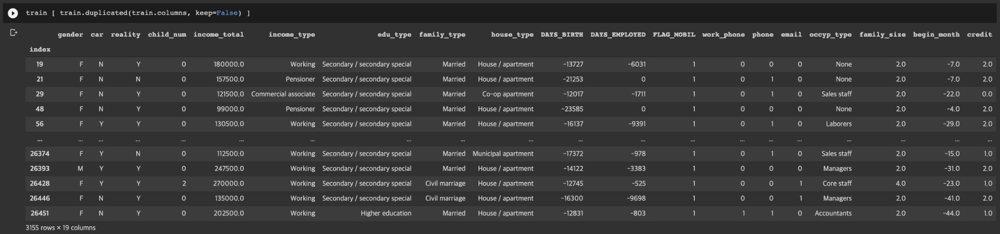 train [ train.duplicated(train.columns, keep=False) ]
gender car reality child_num income_total income_type edu_type family_type house_type DAYS_BIRTH DAYS_EMPLOYED FLAG_MOBIL work_phone phone email occyp_type family_size begin_month credit
index
19 F N Y 0 180000.0 Working Secondary / secondary special Married House / apartment -13727 -6031 1 0 0 0 None 2.0 -7.0 2.0
21 F N N 0 157500.0 Pensioner Secondary / secondary special Married House / apartment -21253 0 1 0 1 0 None 2.0 -7.0 2.0
29 F N Y 0 121500.0 Commercial associate Secondary / secondary special Married Co-op apartment -12017 -1711 1 0 1 0 Sales staff 2.0 -22.0 0.0
48 F N Y 0 99000.0 Pensioner Secondary / secondary special Married House / apartment -23585 0 1 0 0 0 None 2.0 -4.0 2.0
56 F Y Y 0 130500.0 Working Secondary / secondary special Married House / apartment -16137 -9391 1 0 1 0 Laborers 2.0 -29.0 2.0
... ... ... ... ... ... ... ... ... ... ... ... ... ... ... ... ... ... ... ...
26374 F Y N 0 112500.0 Working Secondary / secondary special Married Municipal apartment -17372 -978 1 0 1 0 Sales staff 2.0 -15.0 1.0
26393 M Y Y 0 247500.0 Working Secondary / secondary special Married House / apartment -14122 -3383 1 0 0 0 Managers 2.0 -31.0 2.0
26428 F Y Y 2 270000.0 Working Secondary / secondary special Civil marriage House / apartment -12745 -525 1 0 0 1 Core staff 4.0 -23.0 1.0
26446 F N Y 0 135000.0 Working Secondary / secondary special Civil marriage House / apartment -16300 -9698 1 0 0 1 Managers 2.0 -41.0 2.0
26451 F N Y 0 202500.0 Working Higher education Married House / apartment -12831 -803 1 1 1 0 Accountants 2.0 -44.0 1.0
3155 rows × 19 columns